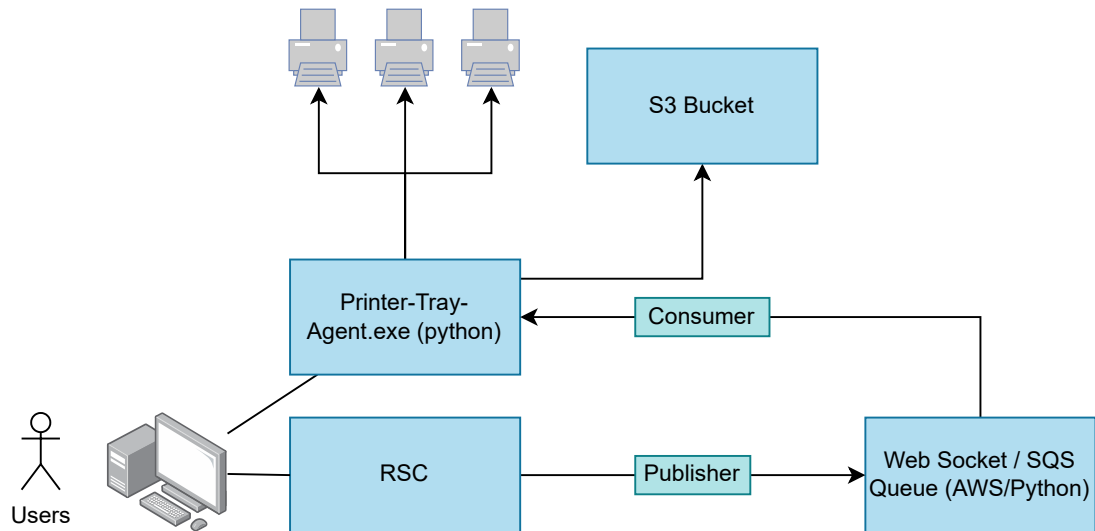 S3 Bucket
Printer-Tray-
Agent.exe (python)
Consumer
Users
RSC
Publisher
Web Socket / SQS
Queue (AWS/Python)